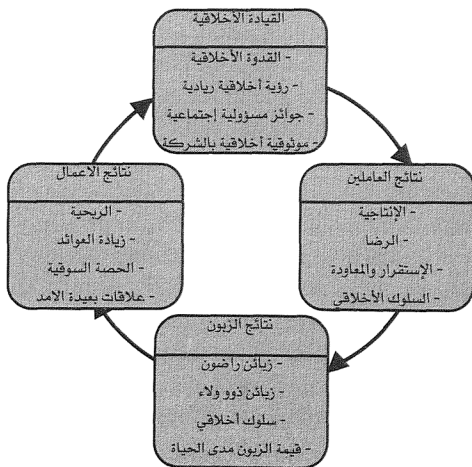 القيادة الأخلاقية
- القدوة الأخلاقية
- رؤية أخلاقية ريادية
- جوائز مسؤولية إجتماعية
- موثوقية أخلاقية بالشركة
نتائج العاملين
- الإنتاجية
- الرضا
- الإستقرار والمعاودة
- السلوك الأخلاقي
نتائج الزبون
- زبائن راضون
- زبائن ذوو ولاء
- سلوك أخلاقي
- قيمة الزبون مدى الحياة
نتائج الأعمال
- الربحية
- زيادة العوائد
- الحصة السوقية
- علاقات بعيدة الامد